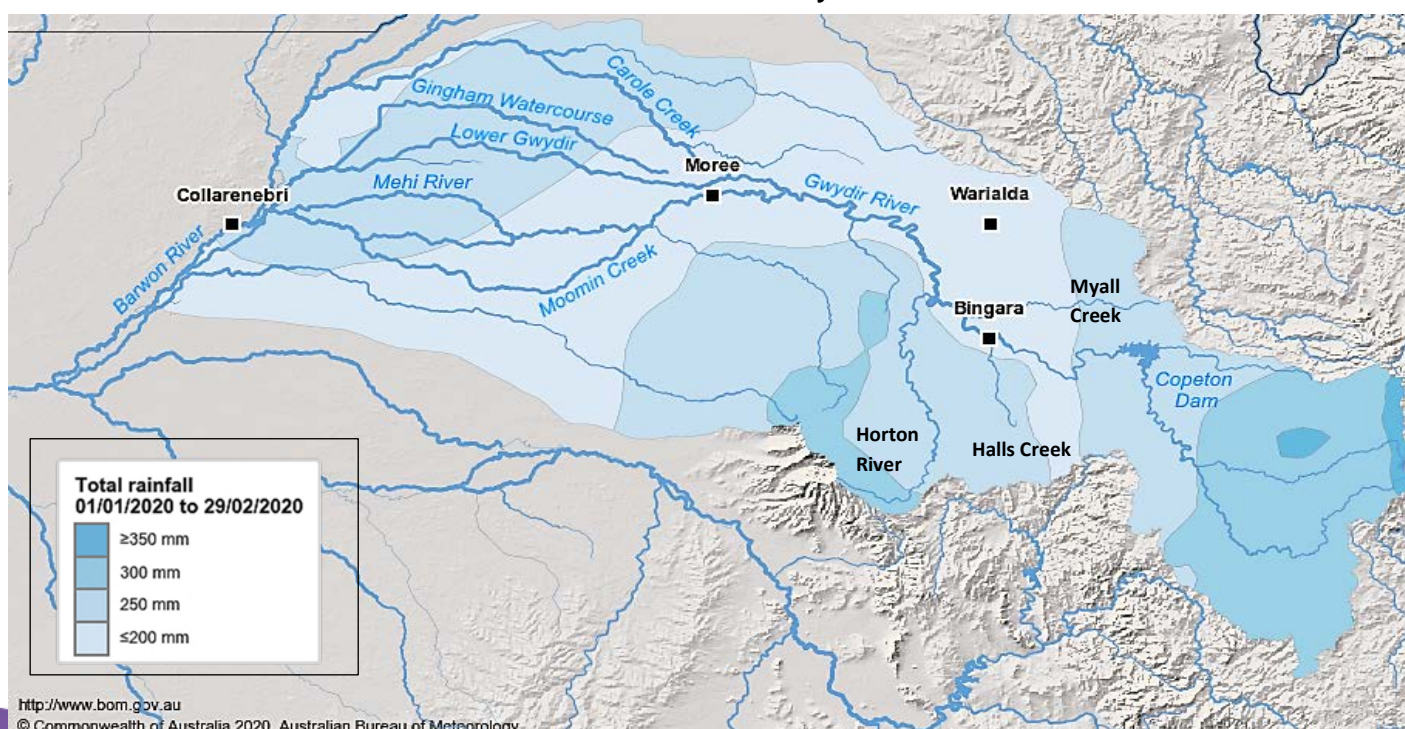 Carole Creek
Gingham Watercourse
Lower Gwydir
Moree
Mehi River
Gwydir River
Collarenebri
Warialda
Barwon River
Moomin Creek
Myall
Creek
Bingara
Copeton
Dam
Horton
River
Halls Creek
Total rainfall
01/01/2020 to 29/02/2020
≥350 mm
300 mm
250 mm
≤200 mm
http://www.bom.gov.au
© Commonwealth of Australia 2020, Australian Bureau of Meteorology